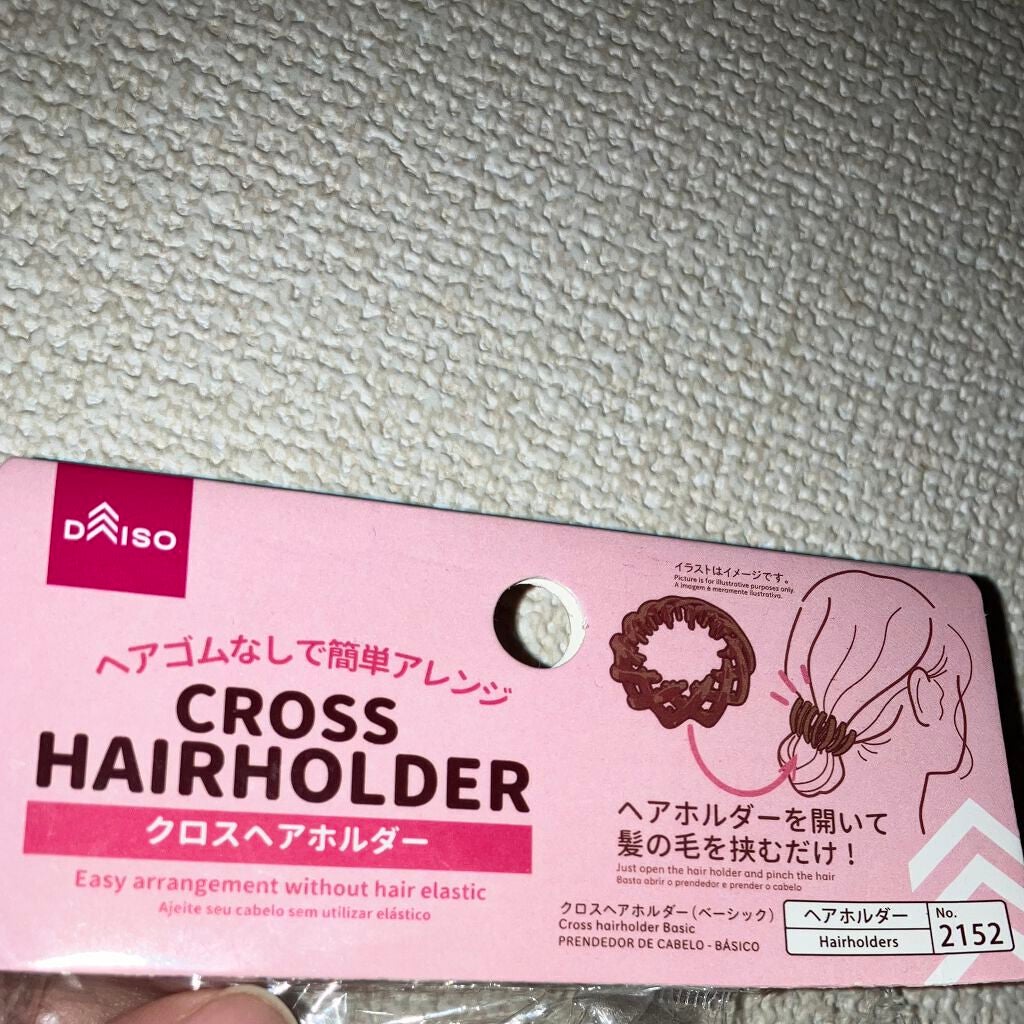 DAISO
ヘアゴムなしで簡単アレンジ
CROSS
HAIRHOLDER
クロスヘアホルダー
Easy arrangement without hair elastic
Ajeite seu cabelo sem utilizar elástico
イラストはイメージです。
Picture is for illustrative purposes only.
A imagem é meramente ilustrativa.
ヘアホルダーを開いて
髪の毛を挟むだけ！
Just open the hair holder and pinch the hair
Basta abrir o prendedor e prender o cabelo
クロスヘアホルダー（ベーシック）
Cross hairholder Basic
PRENDEDOR DE CABELO - BÁSICO
ヘアホルダー
Hairholders
No.
2152